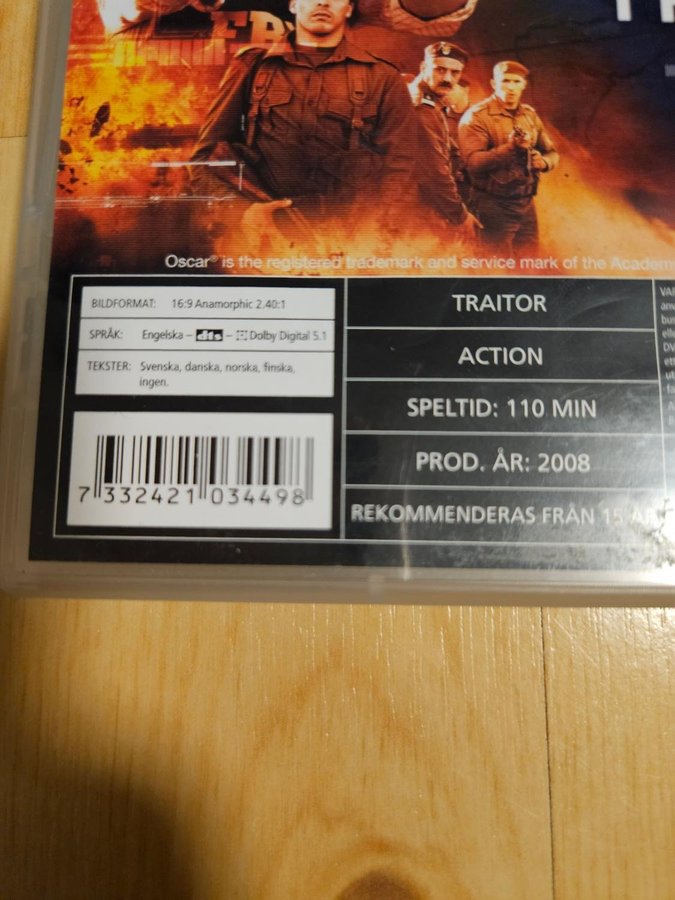 Oscar® is the registered trademark and service mark of the Academ
BILDFORMAT: 16:9 Anamorphic 2.40:1
SPRÅK: Engelska – dts – Dolby Digital 5.1
TEKSTER: Svenska, danska, norska, finska,
ingen.
7 332421 034498
TRAITOR
ACTION
SPELTID: 110 MIN
PROD. ÅR: 2008
REKOMMENDERAS FRÅN 15 ÅR